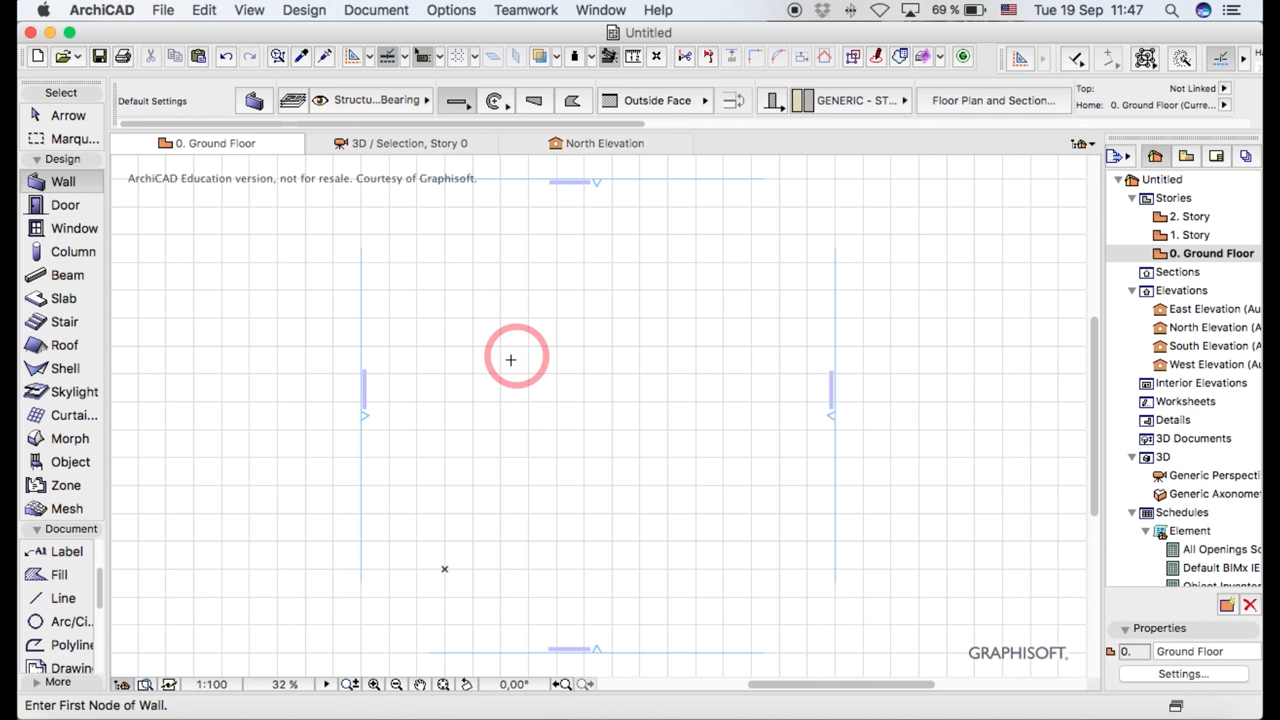 ArchiCAD File Edit View Design Document Options Teamwork Window Help 69 % Tue 19 Sep 11:47
Untitled
Select
Default Settings Structu...Bearing Outside Face GENERIC - ST... Floor Plan and Section... Top: Not Linked
Home: 0. Ground Floor (Curre...
Arrow
Marqu...
Design
Wall
Door
Window
Column
Beam
Slab
Stair
Roof
Shell
Skylight
Curtai...
Morph
Object
Zone
Mesh
Document
A1 Label
Fill
Line
Arc/Ci...
Polyline
Drawin
More
0. Ground Floor 3D / Selection, Story 0 North Elevation
ArchiCAD Education version, not for resale. Courtesy of Graphisoft.
GRAPHISOFT.
1:100 32 % 0,00°
Untitled
Stories
2. Story
1. Story
0. Ground Floor
Sections
Elevations
East Elevation (Au
North Elevation (A
South Elevation (A
West Elevation (Au
Interior Elevations
Worksheets
Details
3D Documents
3D
Generic Perspecti
Generic Axonome
Schedules
Element
All Openings Sc
Default BIMx IE
Object Inventor
Properties
0. Ground Floor
Settings...
Enter First Node of Wall.